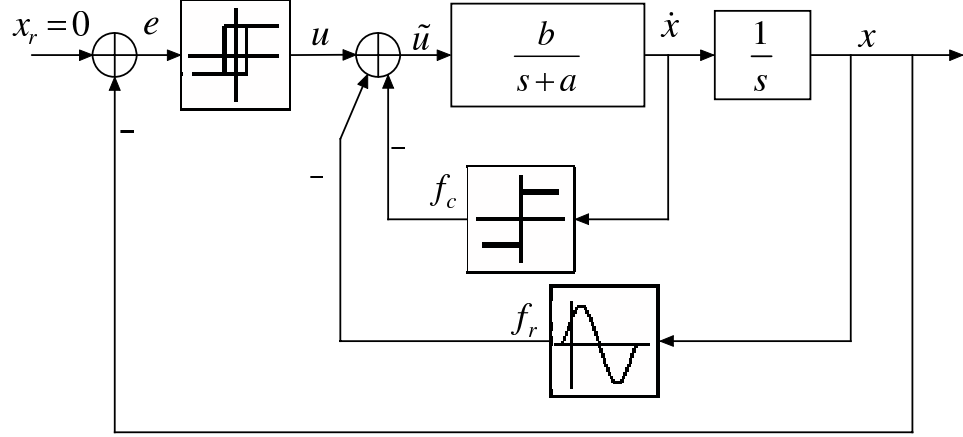 x_r = 0
e
u
ũ
b
s + a
ẋ
1
s
x
–
–
–
f_c
f_r